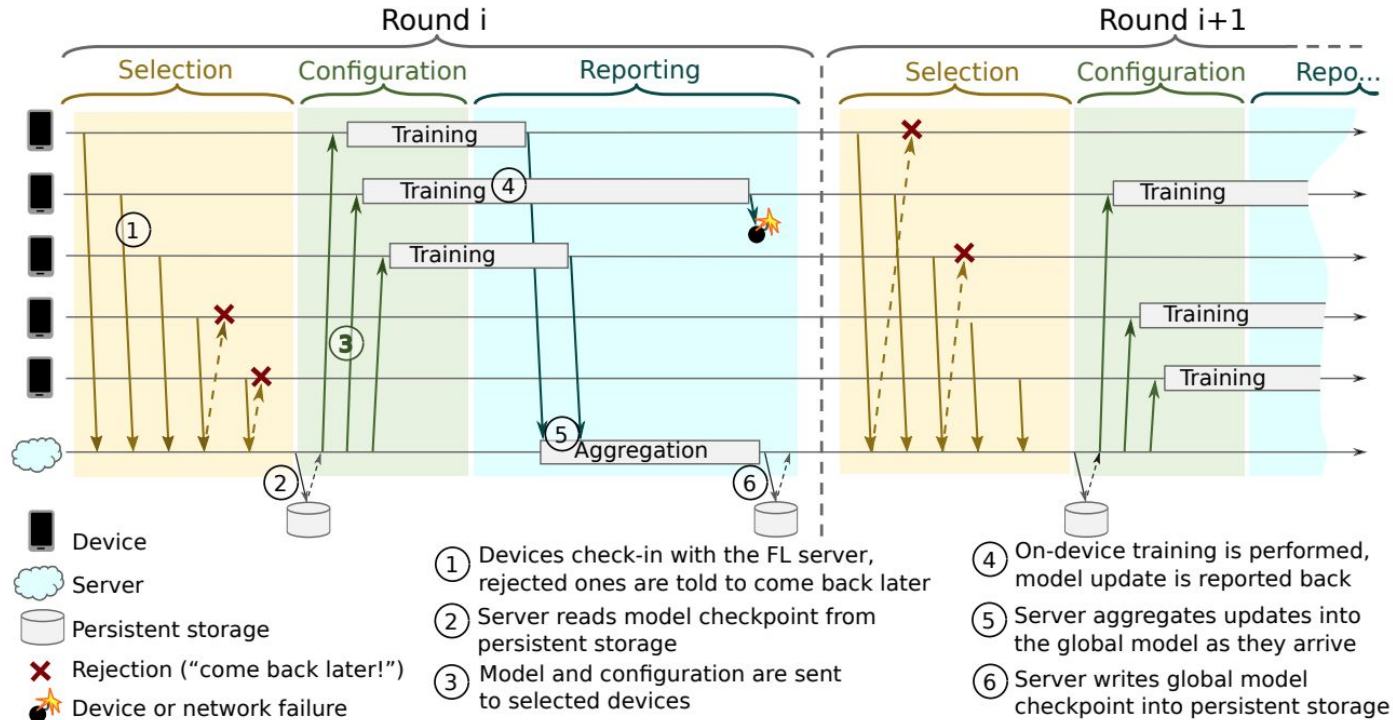 Round i
Round i+1
Selection
Configuration
Reporting
Selection
Configuration
Repo...
Training
Training
4
Training
1
3
Training
Training
Training
5
Aggregation
2
6
Device
Server
Persistent storage
Rejection (“come back later!”)
Device or network failure
1 Devices check-in with the FL server,
rejected ones are told to come back later
2 Server reads model checkpoint from
persistent storage
3 Model and configuration are sent
to selected devices
4 On-device training is performed,
model update is reported back
5 Server aggregates updates into
the global model as they arrive
6 Server writes global model
checkpoint into persistent storage